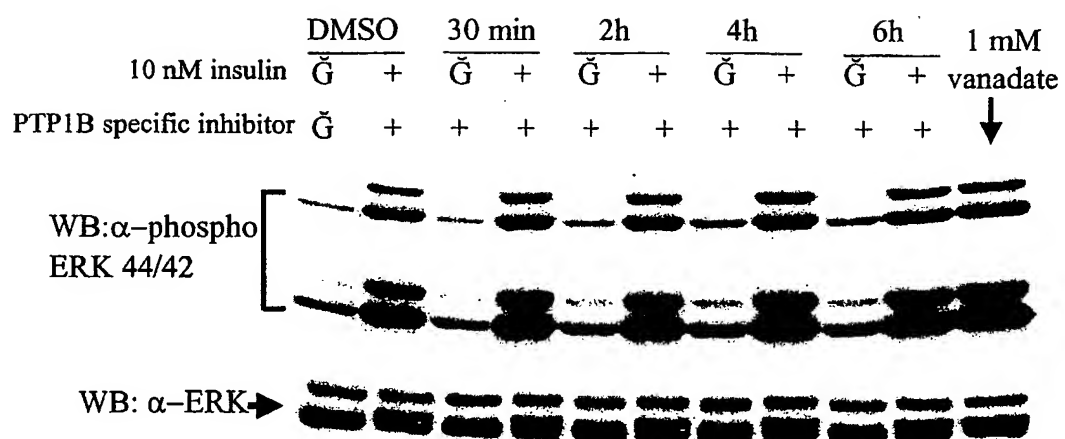 DMSO 30 min 2h 4h 6h 1 mM vanadate
10 nM insulin Ğ + Ğ + Ğ + Ğ + Ğ +
PTP1B specific inhibitor Ğ + + + + + + + + +
WB:α–phospho
ERK 44/42
WB: α–ERK